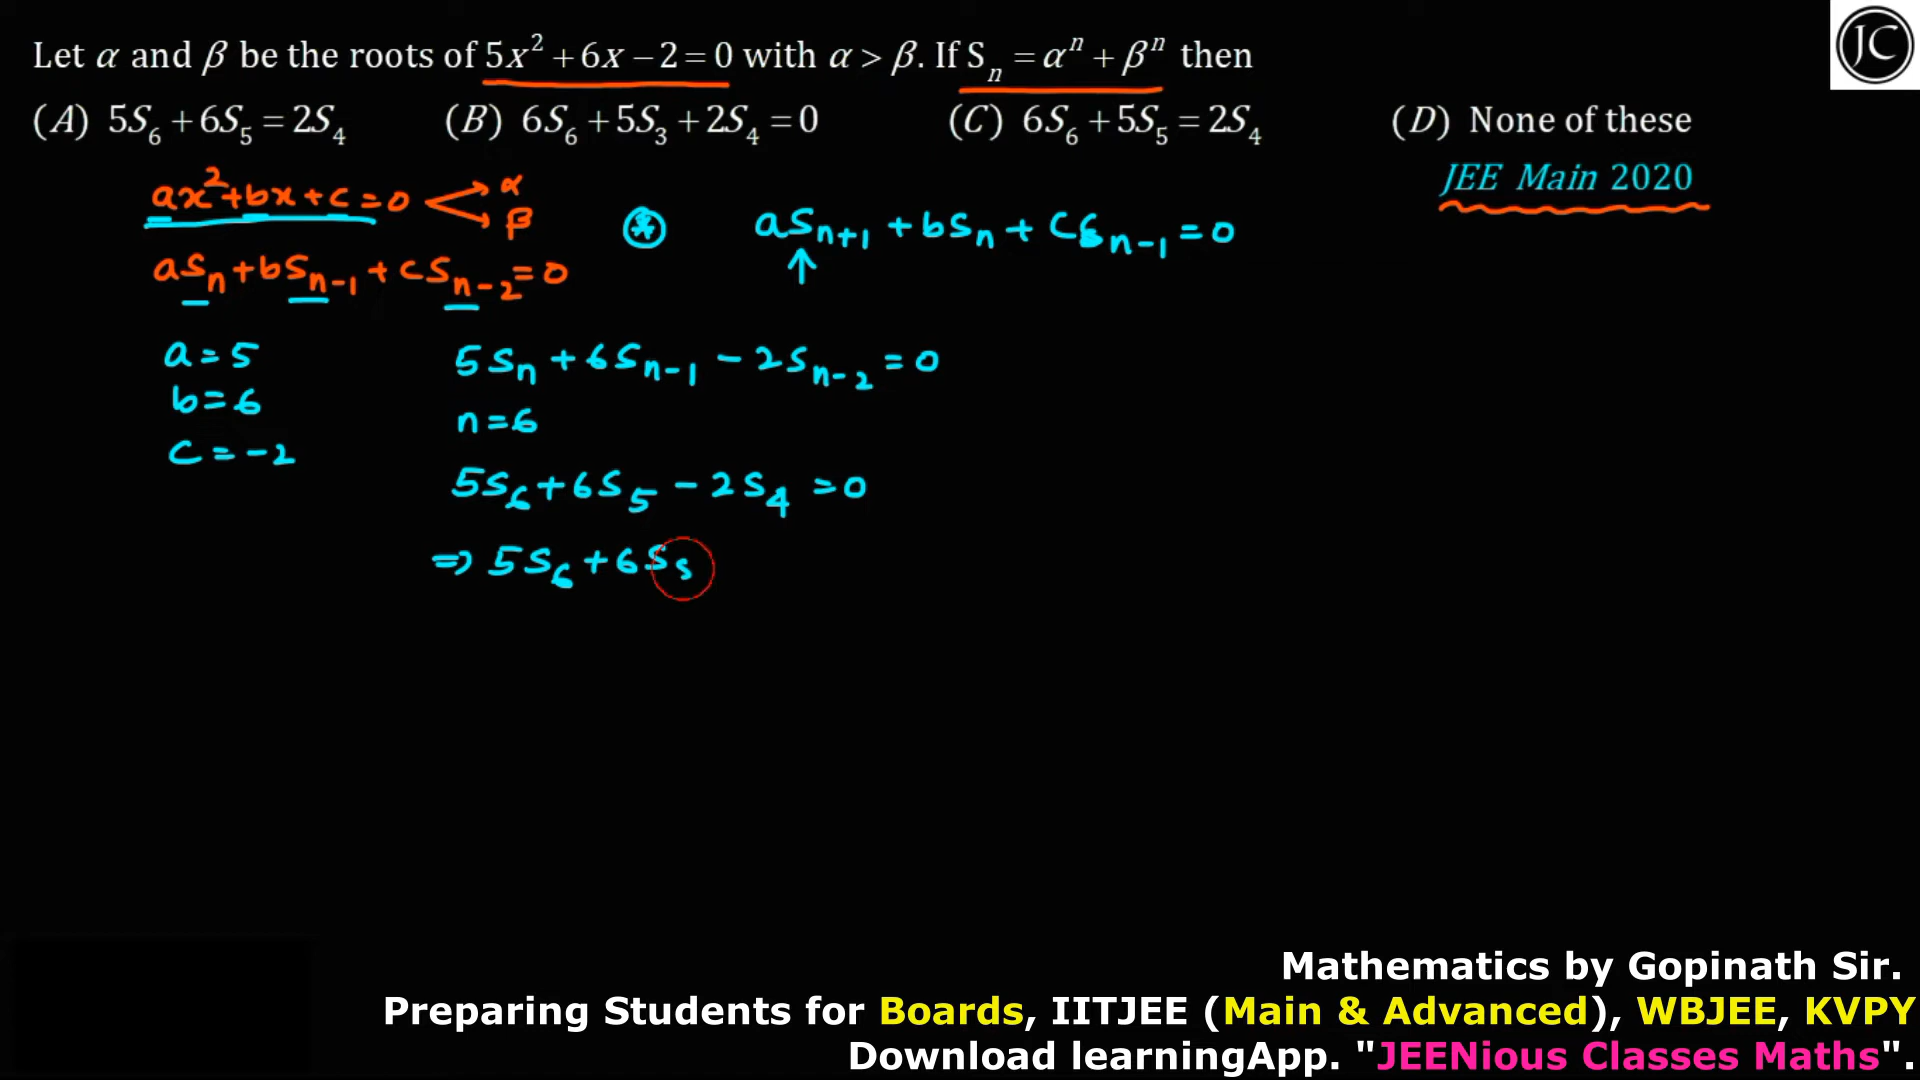 Let α and β be the roots of 5x² + 6x − 2 = 0 with α > β. If Sₙ = αⁿ + βⁿ then
(A) 5S₆ + 6S₅ = 2S₄ (B) 6S₆ + 5S₃ + 2S₄ = 0 (C) 6S₆ + 5S₅ = 2S₄ (D) None of these
JEE Main 2020
JC
ax² + bx + c = 0 α
β
aSₙ + bSₙ₋₁ + cSₙ₋₂ = 0
* aSₙ₊₁ + bSₙ + cSₙ₋₁ = 0
a = 5
b = 6
c = −2
5Sₙ + 6Sₙ₋₁ − 2Sₙ₋₂ = 0
n = 6
5S₆ + 6S₅ − 2S₄ = 0
⇒ 5S₆ + 6S₅
Mathematics by Gopinath Sir.
Preparing Students for Boards, IITJEE (Main & Advanced), WBJEE, KVPY
Download learningApp. "JEENious Classes Maths".